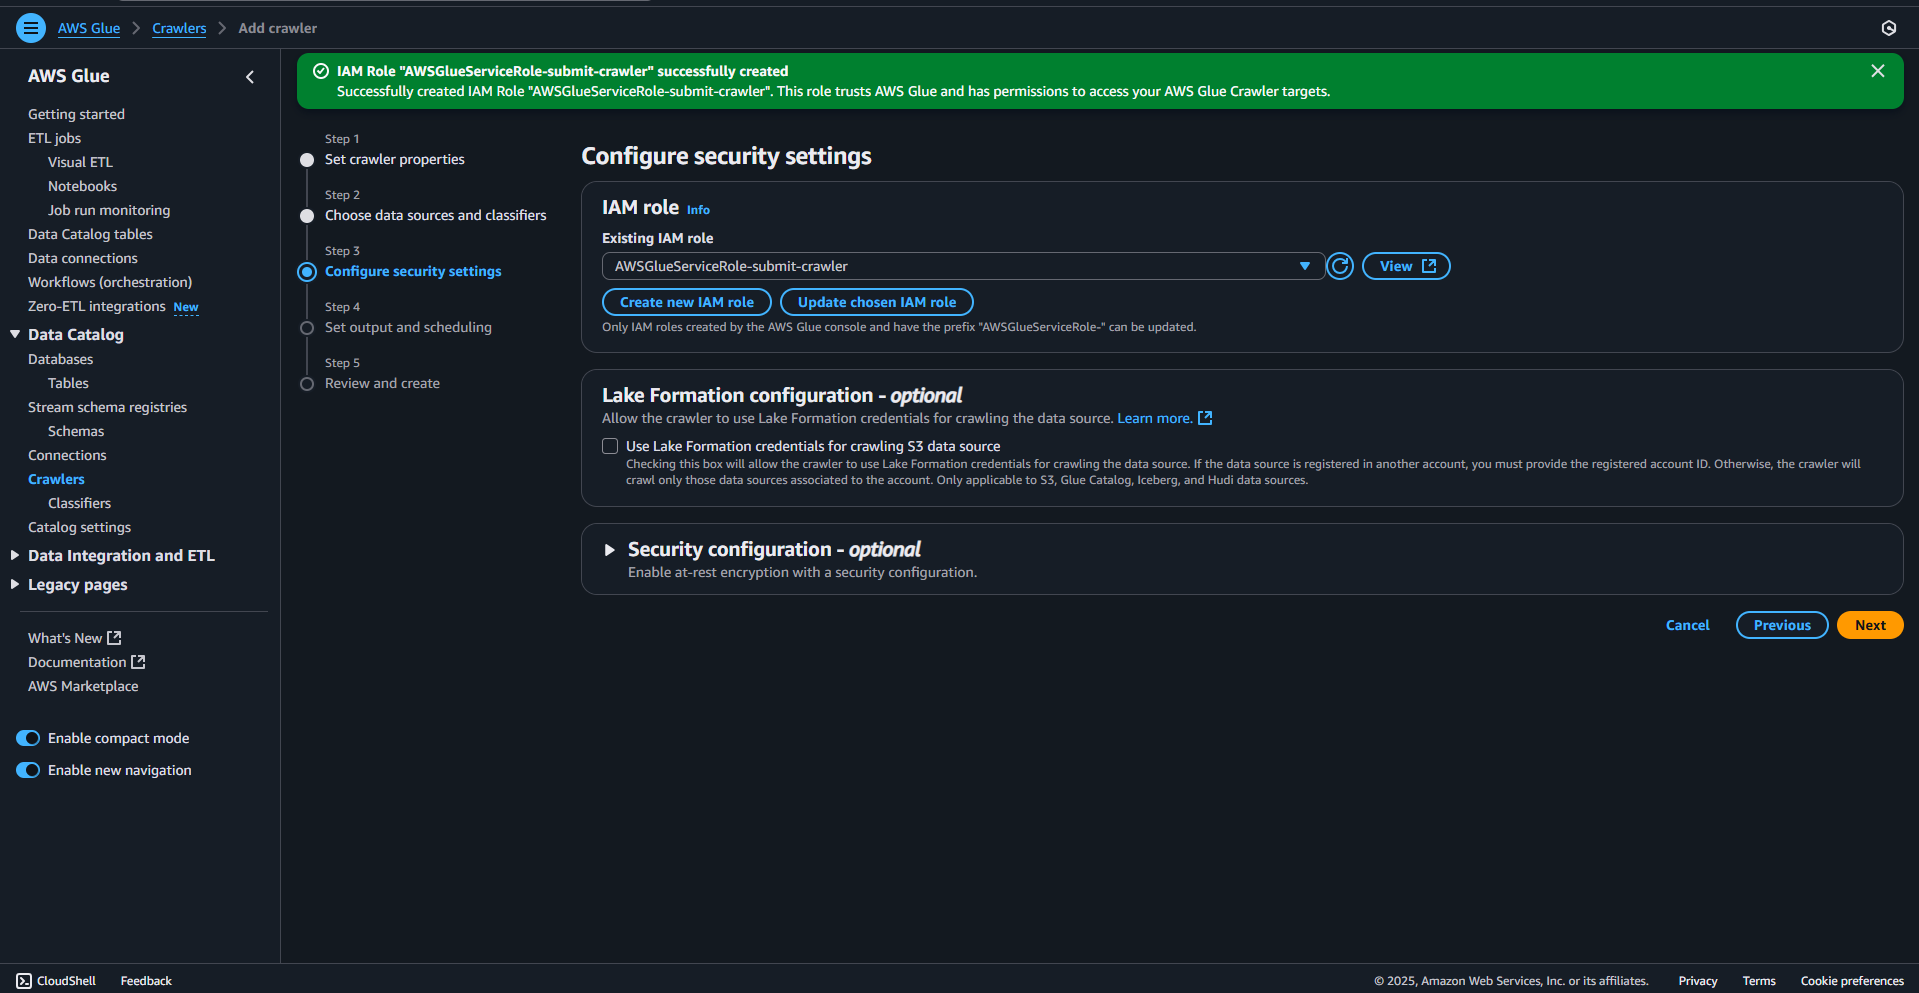 AWS Glue
Crawlers
Add crawler
AWS Glue
Getting started
ETL jobs
Visual ETL
Notebooks
Job run monitoring
Data Catalog tables
Data connections
Workflows (orchestration)
Zero-ETL integrations New
Data Catalog
Databases
Tables
Stream schema registries
Schemas
Connections
Crawlers
Classifiers
Catalog settings
Data Integration and ETL
Legacy pages
What's New
Documentation
AWS Marketplace
Enable compact mode
Enable new navigation
IAM Role "AWSGlueServiceRole-submit-crawler" successfully created
Successfully created IAM Role "AWSGlueServiceRole-submit-crawler". This role trusts AWS Glue and has permissions to access your AWS Glue Crawler targets.
Step 1
Set crawler properties
Step 2
Choose data sources and classifiers
Step 3
Configure security settings
Step 4
Set output and scheduling
Step 5
Review and create
Configure security settings
IAM role Info
Existing IAM role
AWSGlueServiceRole-submit-crawler
View
Create new IAM role
Update chosen IAM role
Only IAM roles created by the AWS Glue console and have the prefix "AWSGlueServiceRole-" can be updated.
Lake Formation configuration - optional
Allow the crawler to use Lake Formation credentials for crawling the data source. Learn more.
Use Lake Formation credentials for crawling S3 data source
Checking this box will allow the crawler to use Lake Formation credentials for crawling the data source. If the data source is registered in another account, you must provide the registered account ID. Otherwise, the crawler will
crawl only those data sources associated to the account. Only applicable to S3, Glue Catalog, Iceberg, and Hudi data sources.
Security configuration - optional
Enable at-rest encryption with a security configuration.
Cancel
Previous
Next
CloudShell
Feedback
© 2025, Amazon Web Services, Inc. or its affiliates.
Privacy
Terms
Cookie preferences